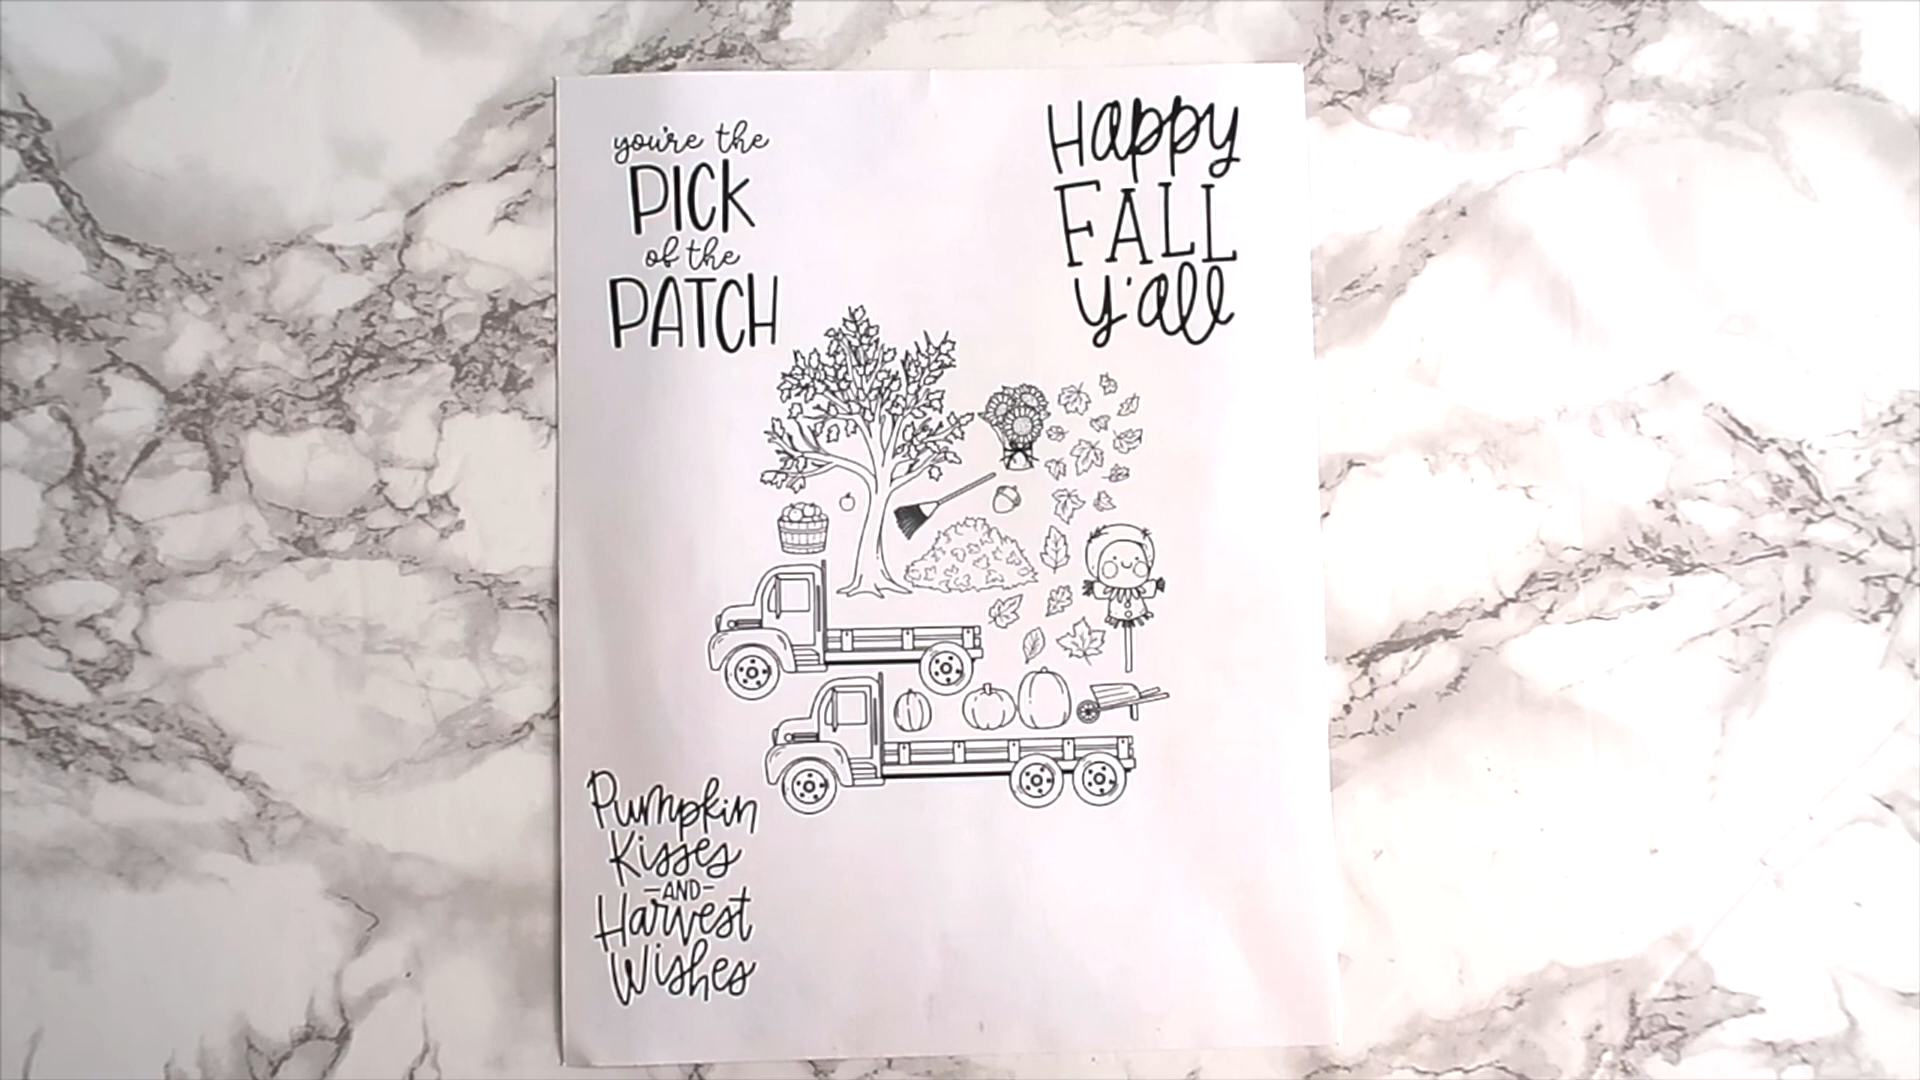 you're the
PICK
of the
PATCH
Happy
FALL
y'all
Pumpkin
Kisses
-AND-
Harvest
Wishes